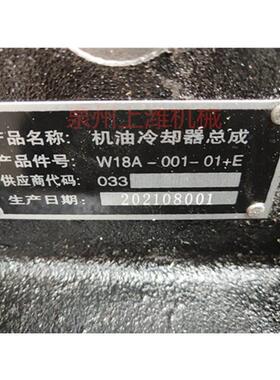 泉州上潍机械
产品名称: 机油冷却器总成
产品件号: W18A-001-01+E
供应商代码: 033
生产日期: 202108001